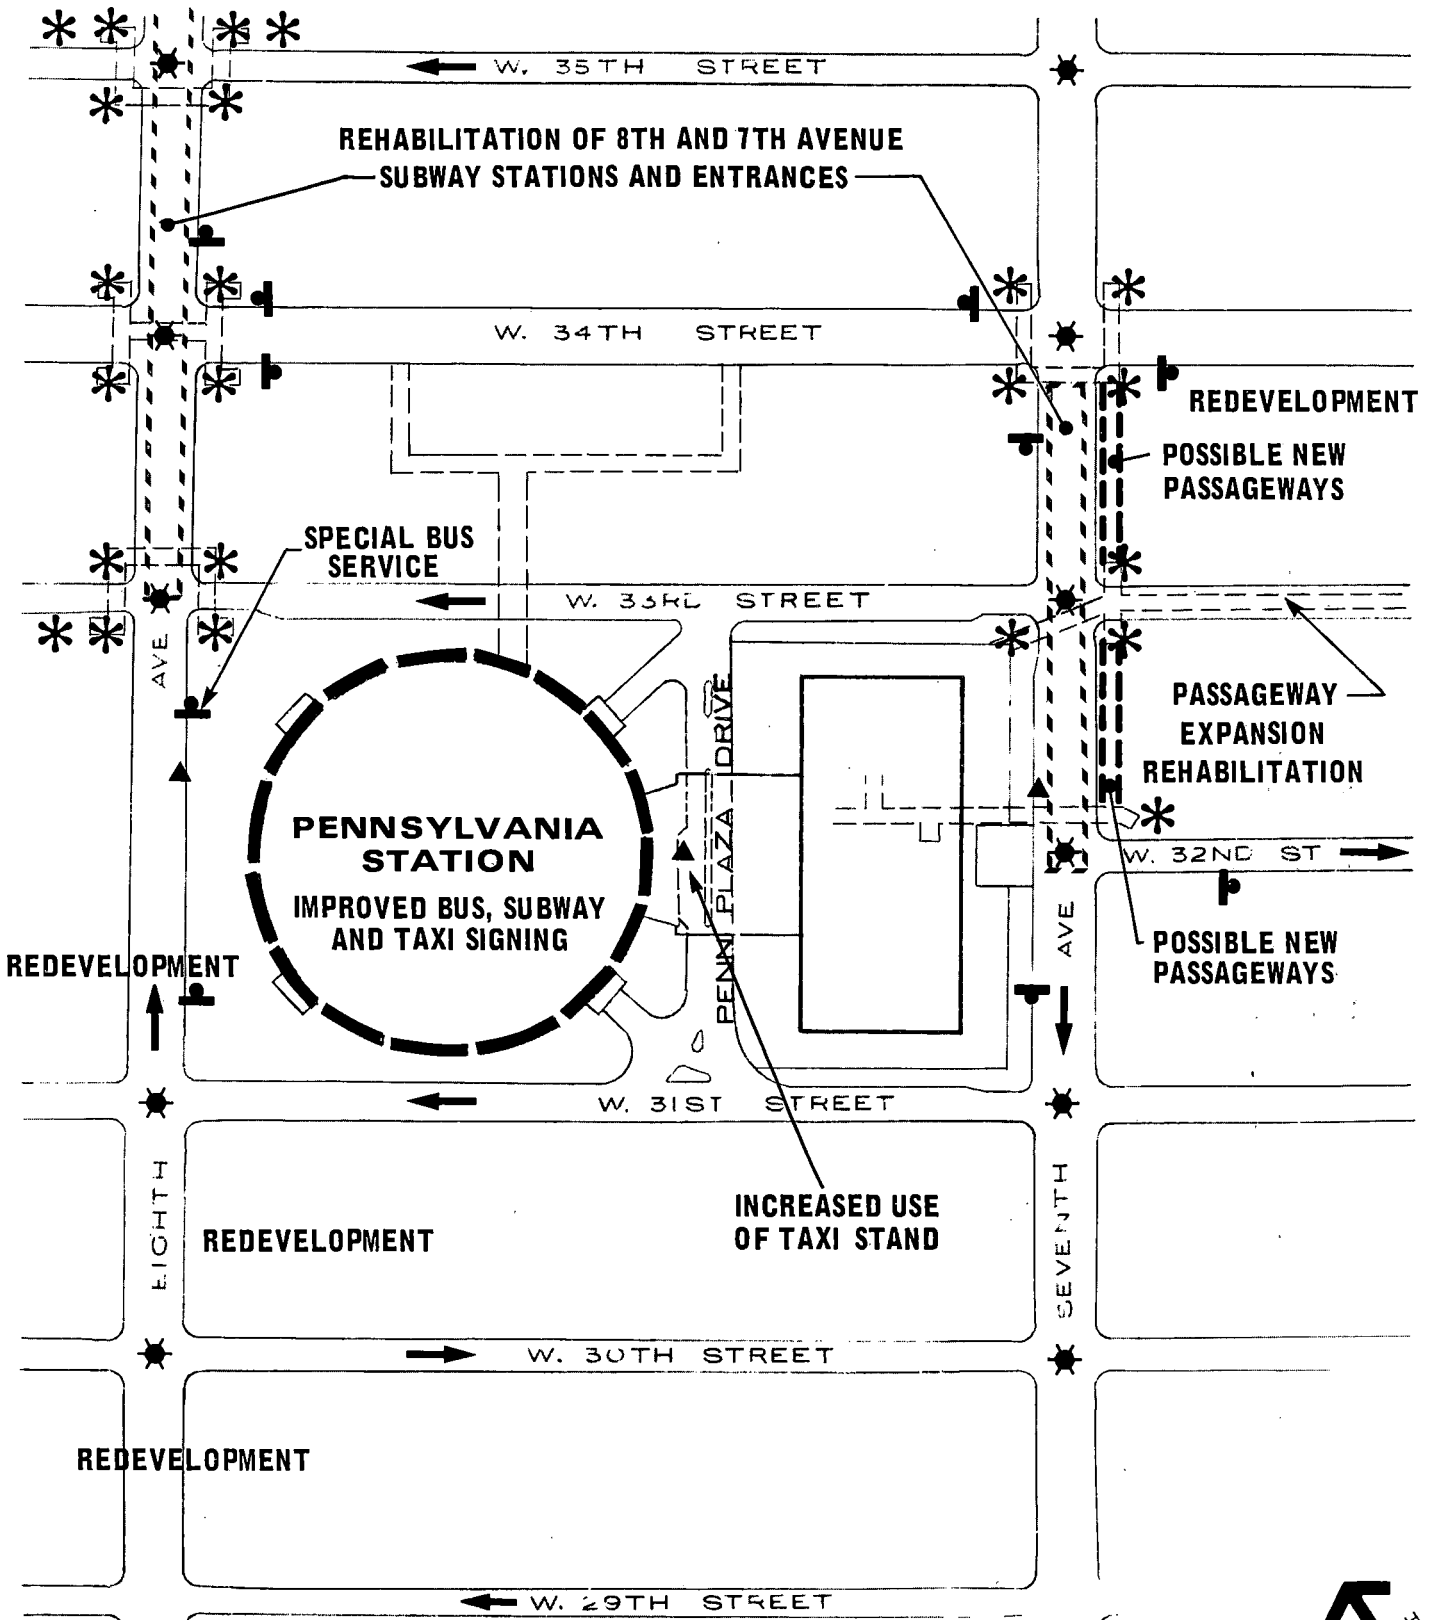 W. 35TH STREET
REHABILITATION OF 8TH AND 7TH AVENUE
SUBWAY STATIONS AND ENTRANCES
W. 34TH STREET
REDEVELOPMENT
POSSIBLE NEW
PASSAGEWAYS
SPECIAL BUS
SERVICE
W. 33RD STREET
AVE
PASSAGEWAY
EXPANSION
REHABILITATION
PENN PLAZA DRIVE
PENNSYLVANIA
STATION
IMPROVED BUS, SUBWAY
AND TAXI SIGNING
W. 32ND ST
AVE
POSSIBLE NEW
PASSAGEWAYS
REDEVELOPMENT
W. 31ST STREET
EIGHTH
SEVENTH
INCREASED USE
OF TAXI STAND
REDEVELOPMENT
W. 30TH STREET
REDEVELOPMENT
W. 29TH STREET